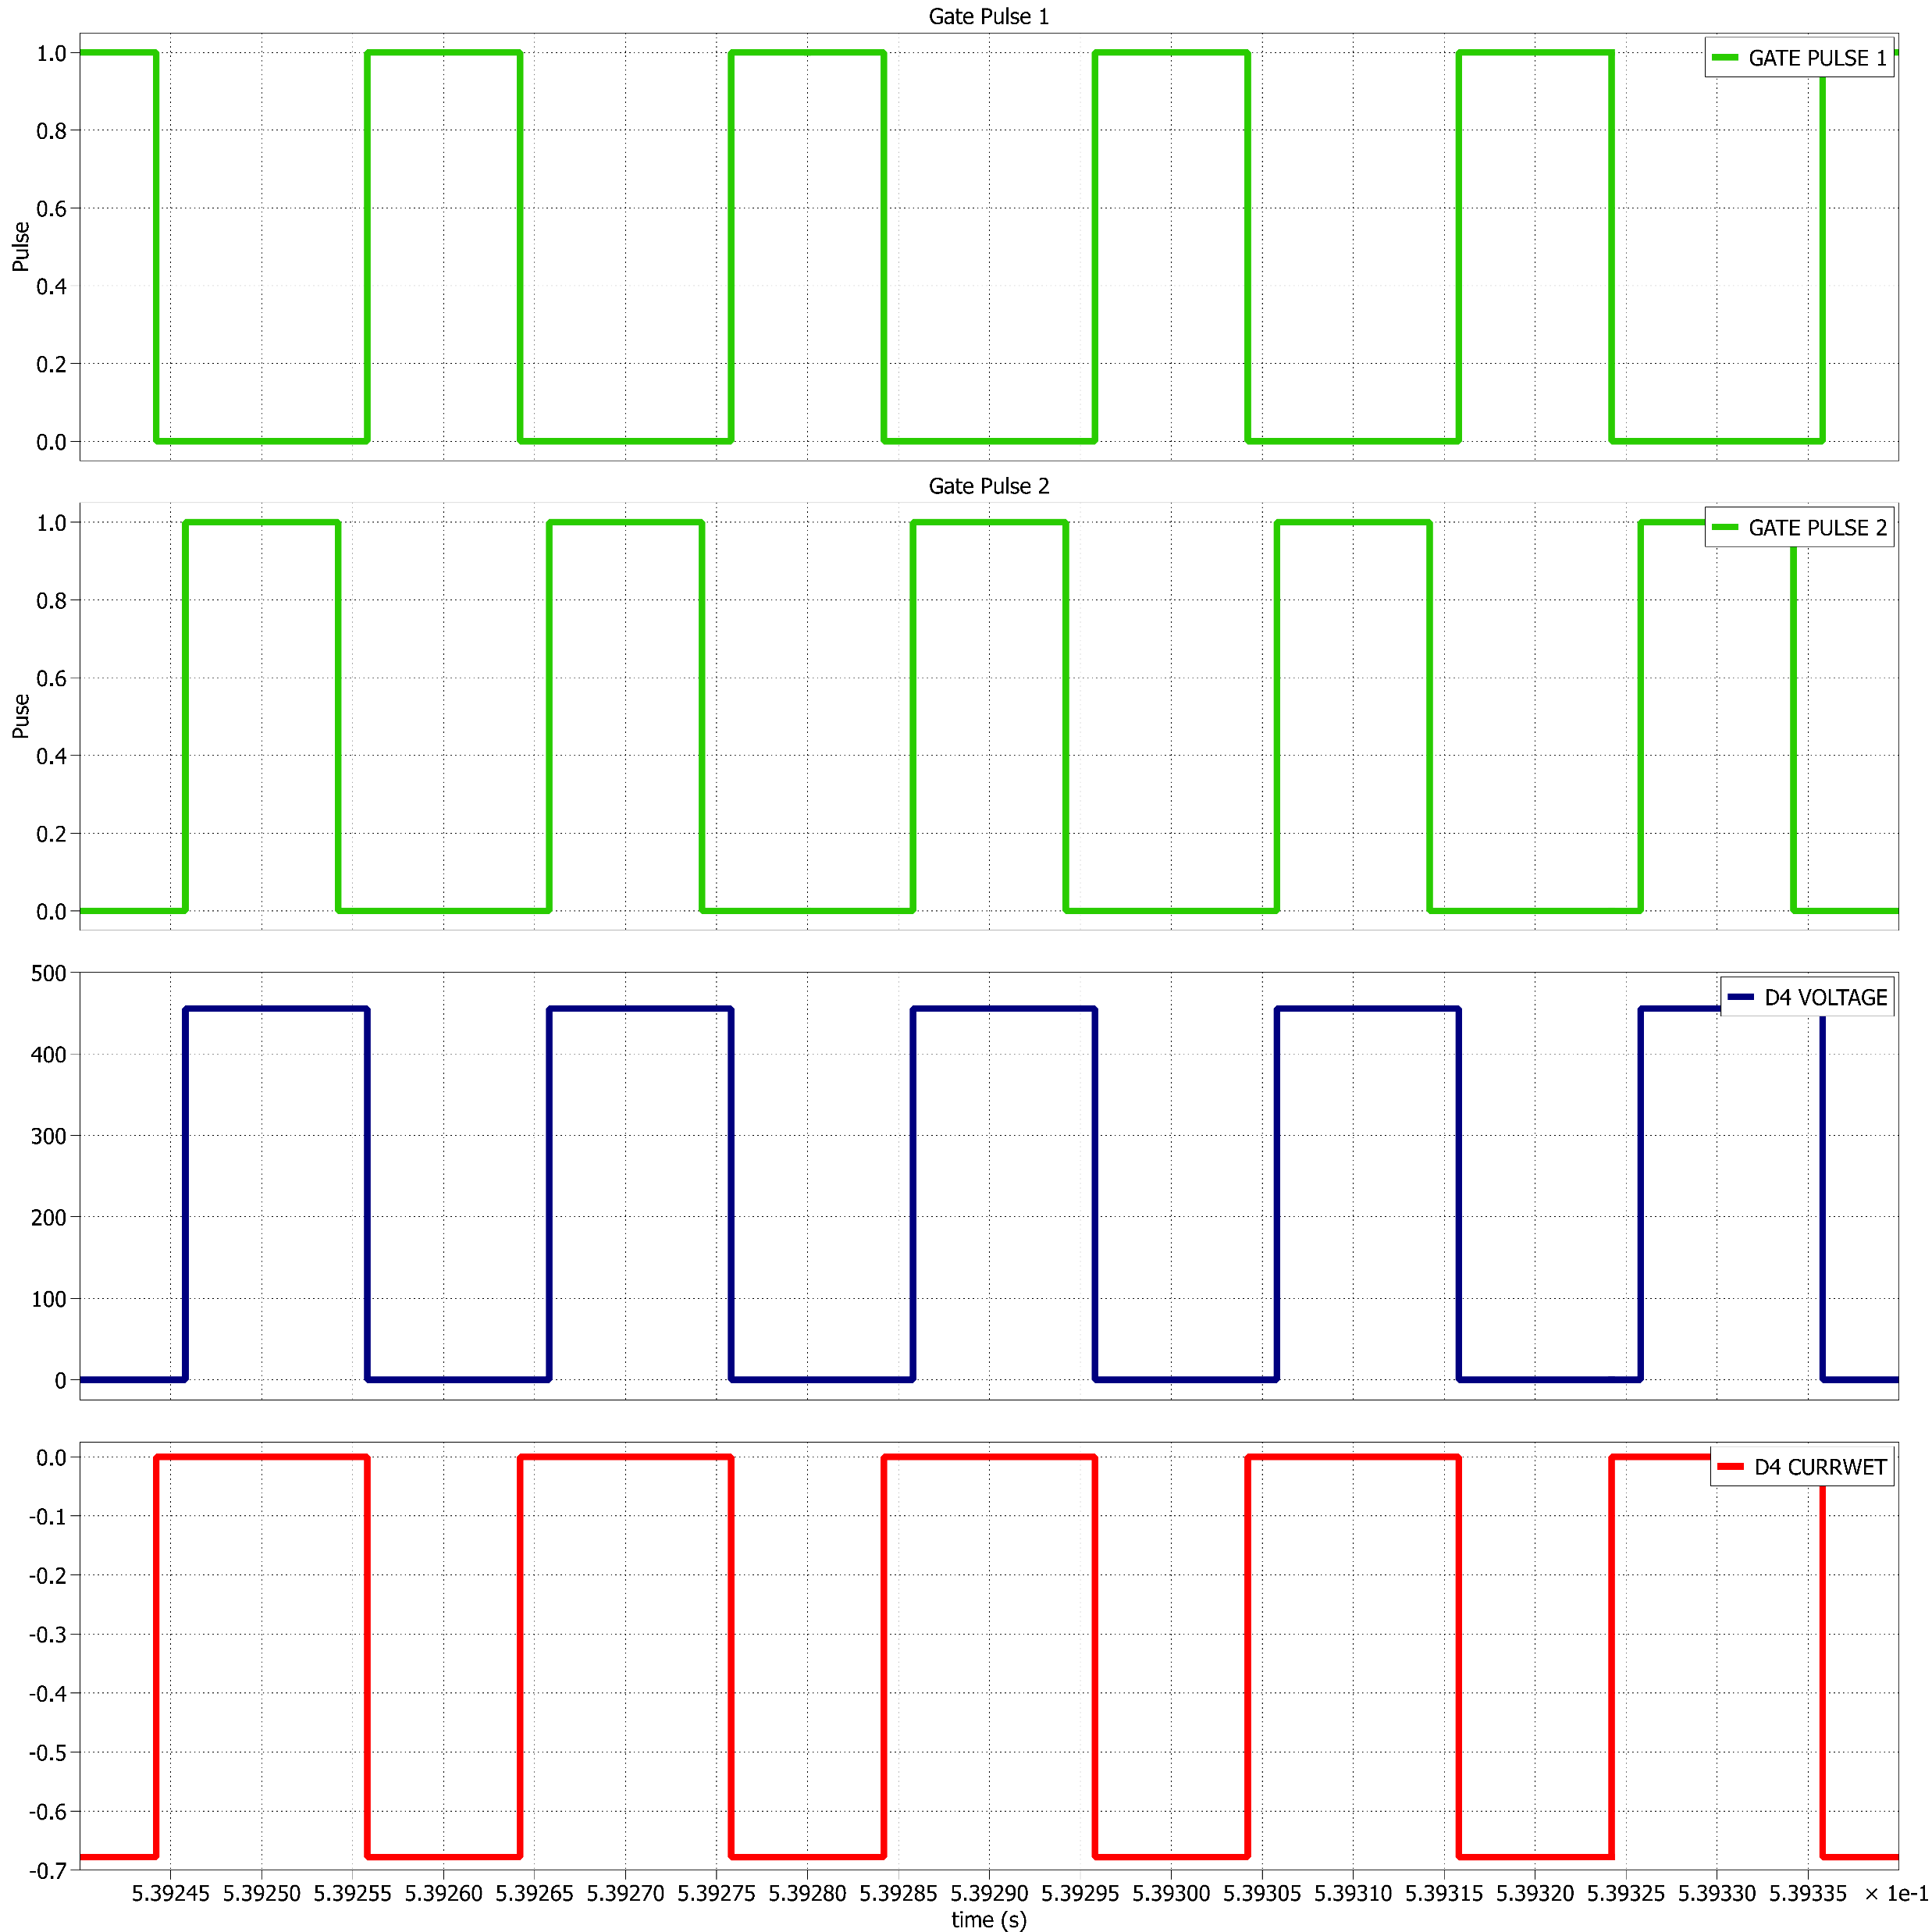 Gate Pulse 1
1.0
0.8
0.6
0.4
0.2
0.0
Pulse
GATE PULSE 1
Gate Pulse 2
1.0
0.8
0.6
0.4
0.2
0.0
Puse
GATE PULSE 2
500
400
300
200
100
0
D4 VOLTAGE
0.0
-0.1
-0.2
-0.3
-0.4
-0.5
-0.6
-0.7
D4 CURRWET
5.39245 5.39250 5.39255 5.39260 5.39265 5.39270 5.39275 5.39280 5.39285 5.39290 5.39295 5.39300 5.39305 5.39310 5.39315 5.39320 5.39325 5.39330 5.39335 × 1e-1
time (s)